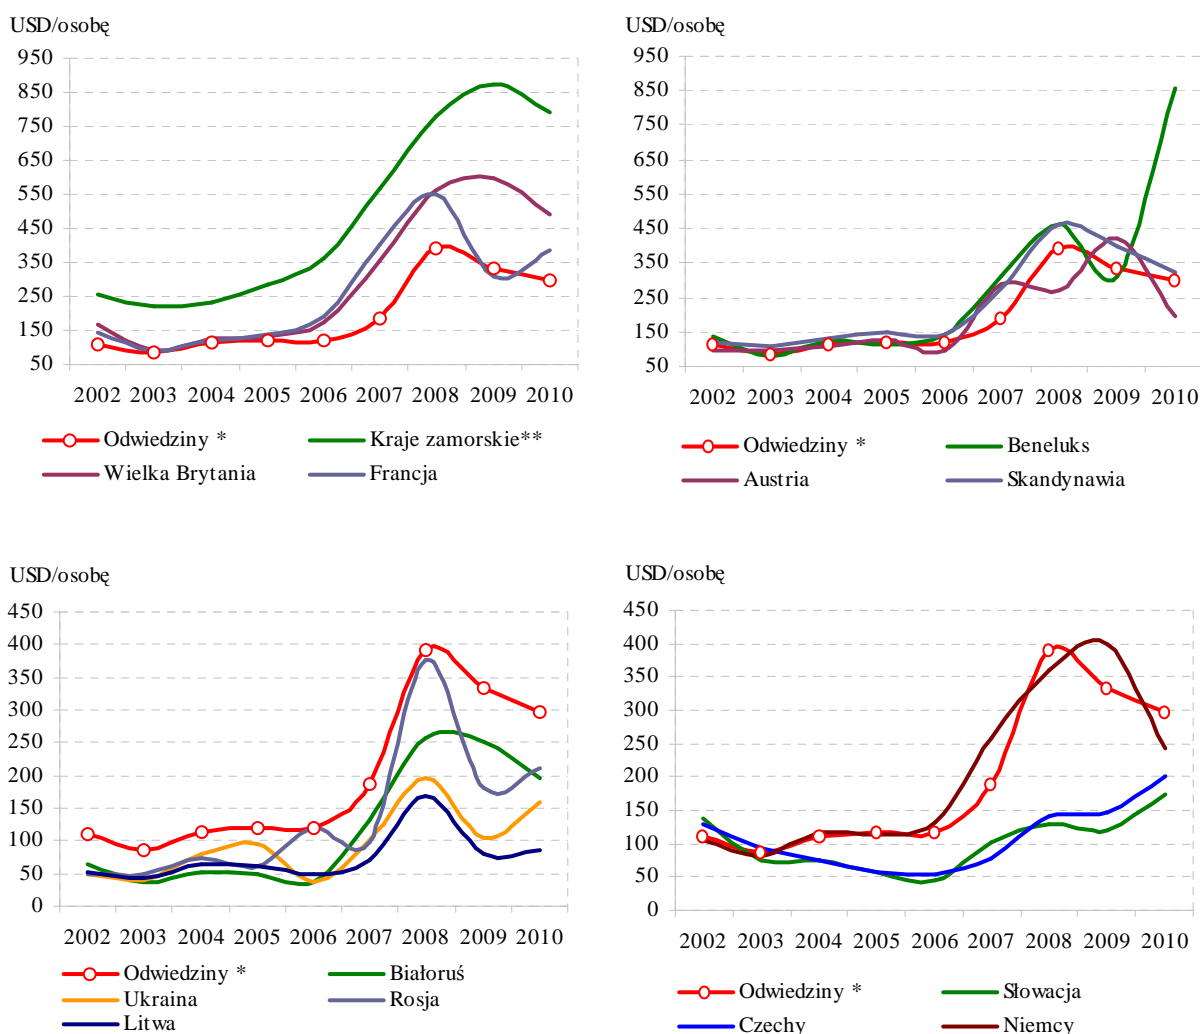 USD/osobę
950
850
750
650
550
450
350
250
150
50
2002 2003 2004 2005 2006 2007 2008 2009 2010
Odwiedziny * Kraje zamorskie**
Wielka Brytania Francja
USD/osobę
950
850
750
650
550
450
350
250
150
50
2002 2003 2004 2005 2006 2007 2008 2009 2010
Odwiedziny * Beneluks
Austria Skandynawia
USD/osobę
450
400
350
300
250
200
150
100
50
0
2002 2003 2004 2005 2006 2007 2008 2009 2010
Odwiedziny * Białoruś
Ukraina Rosja
Litwa
USD/osobę
450
400
350
300
250
200
150
100
50
0
2002 2003 2004 2005 2006 2007 2008 2009 2010
Odwiedziny * Słowacja
Czechy Niemcy